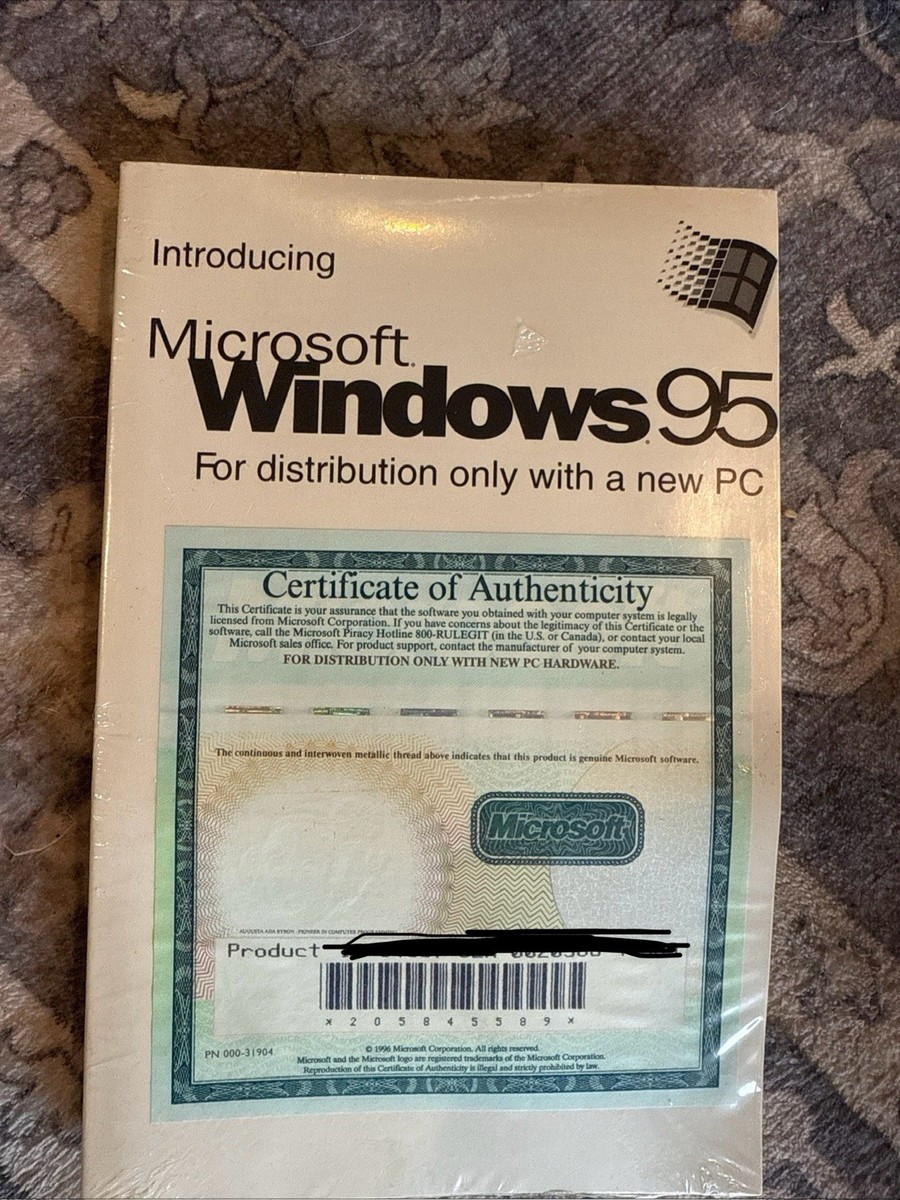 Introducing
Microsoft.
Windows.95
For distribution only with a new PC
Certificate of Authenticity
This Certificate is your assurance that the software you obtained with your computer system is legally
licensed from Microsoft Corporation. If you have concerns about the legitimacy of this Certificate or the
software, call the Microsoft Piracy Hotline 800-RULEGIT (in the U.S. or Canada), or contact your local
Microsoft sales office. For product support, contact the manufacturer of your computer system.
FOR DISTRIBUTION ONLY WITH NEW PC HARDWARE.
The continuous and interwoven metallic thread above indicates that this product is genuine Microsoft software.
Microsoft
AUGUSTA ADA BYRON - PIONEER IN COMPUTER
Product
* 2 0 5 8 4 5 5 8 9 *
PN 000-31904
© 1996 Microsoft Corporation. All rights reserved.
Microsoft and the Microsoft logo are registered trademarks of the Microsoft Corporation.
Reproduction of this Certificate of Authenticity is illegal and strictly prohibited by law.